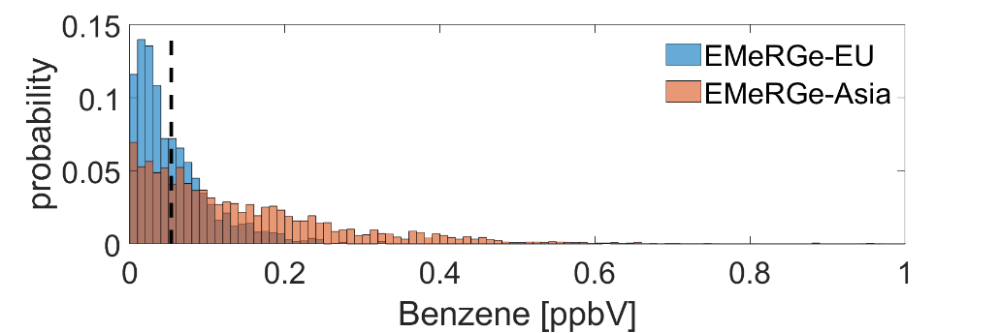 0.15
0.1
0.05
0
probability
EMeRGe-EU
EMeRGe-Asia
0 0.2 0.4 0.6 0.8 1
Benzene [ppbV]